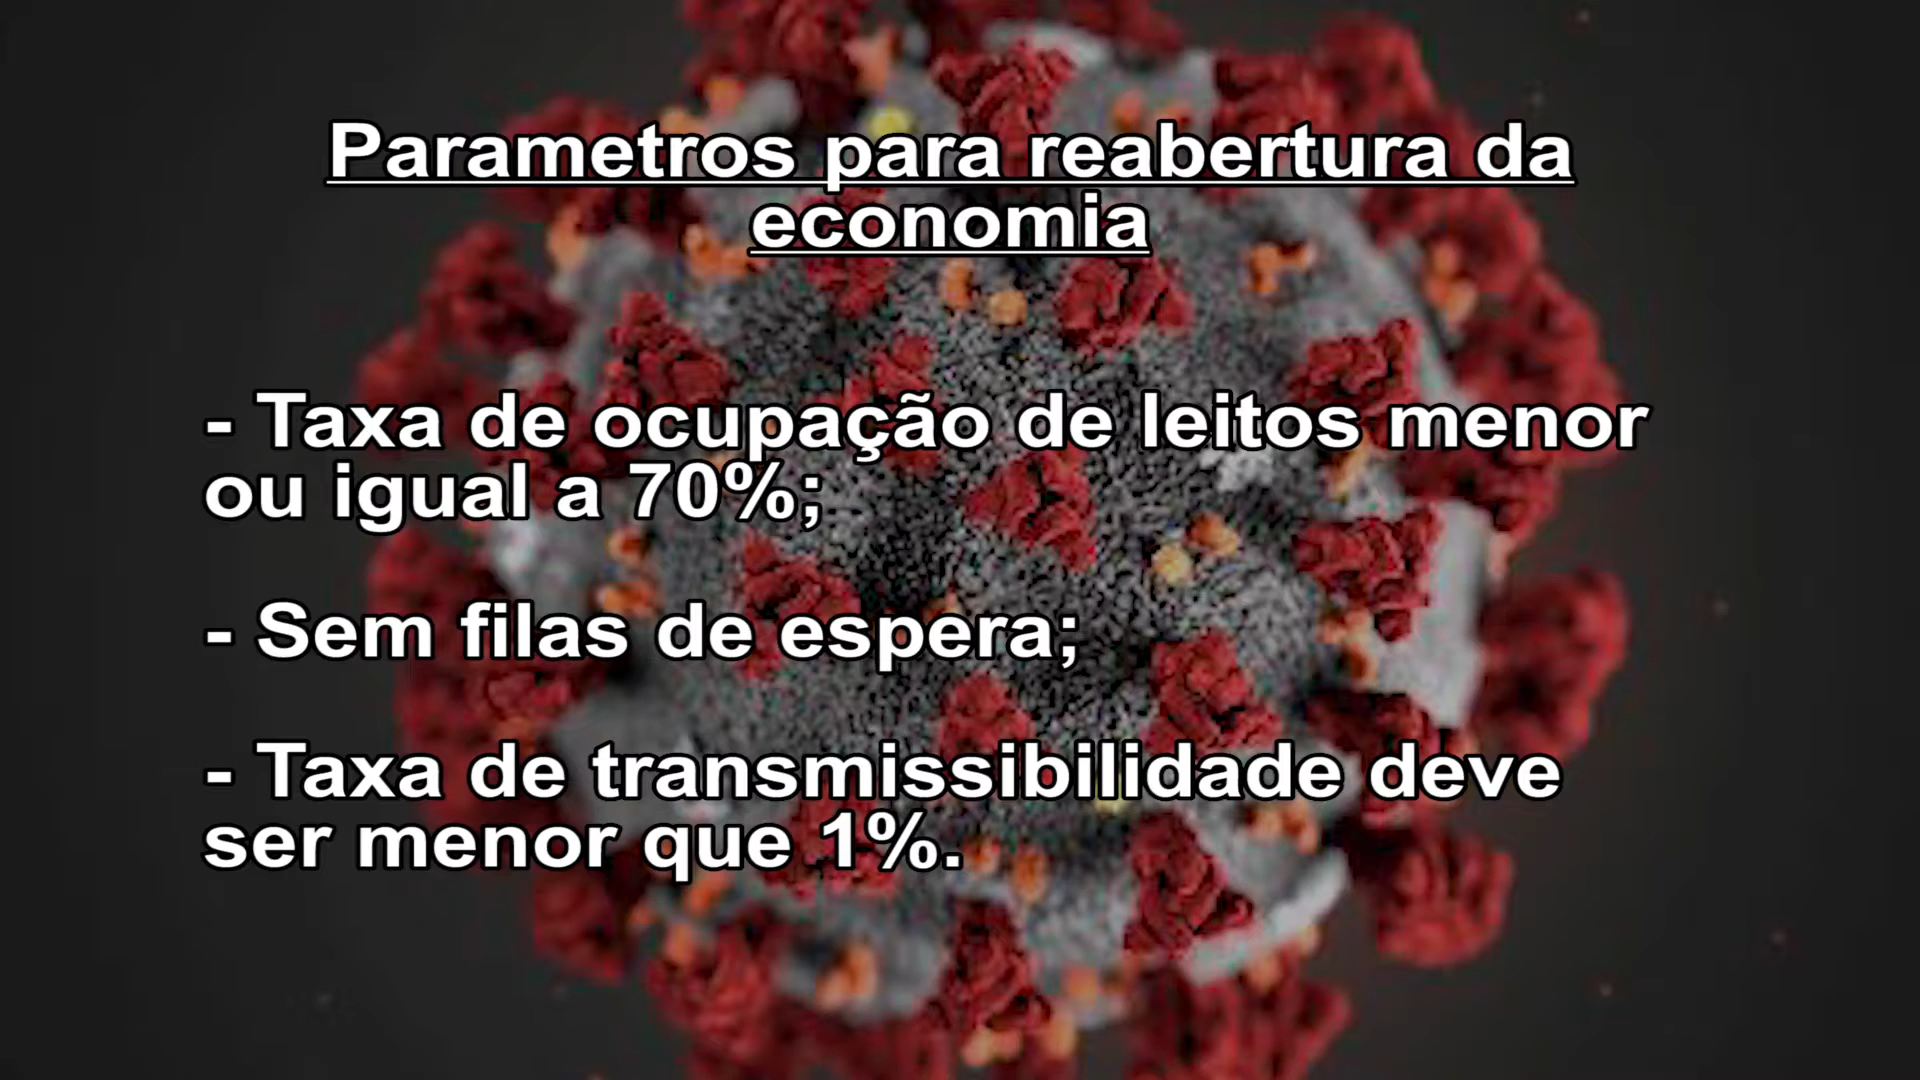 Parametros para reabertura da
economia
- Taxa de ocupação de leitos menor
ou igual a 70%;
- Sem filas de espera;
- Taxa de transmissibilidade deve
ser menor que 1%.